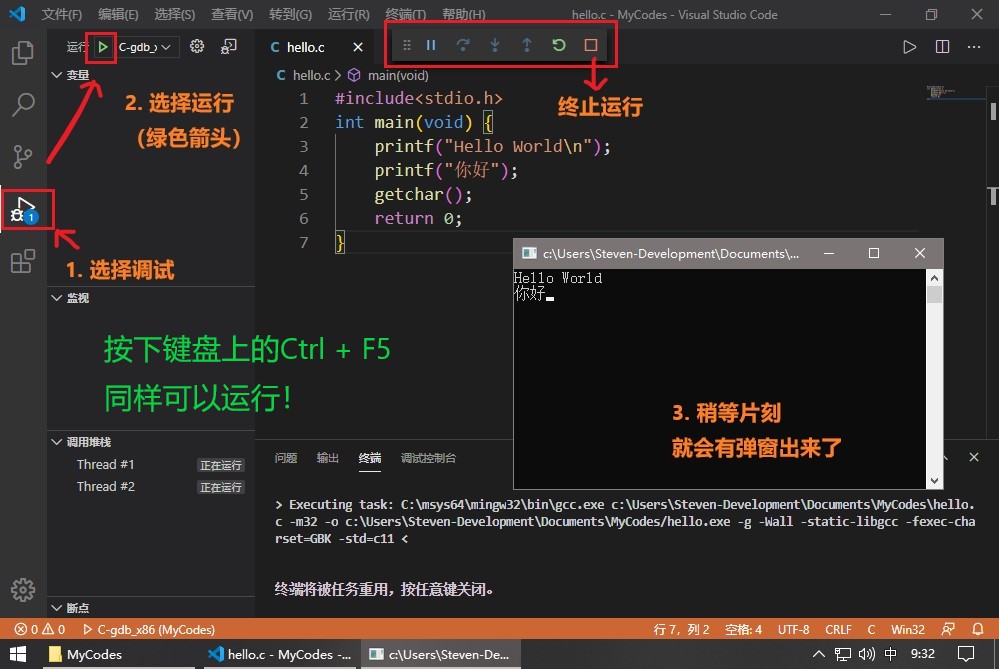 文件(F) 编辑(E) 选择(S) 查看(V) 转到(G) 运行(R) 终端(T) 帮助(H) hello.c - MyCodes - Visual Studio Code
运行 C-gdb_
C hello.c
C hello.c > main(void)
变量
1 #include<stdio.h>
2 int main(void) {
3 printf("Hello World\n");
4 printf("你好");
5 getchar();
6 return 0;
7 }
2. 选择运行
（绿色箭头）
终止运行
1
1. 选择调试
c:\Users\Steven-Development\Documents\...
Hello World
你好
监视
按下键盘上的Ctrl + F5
同样可以运行！
3. 稍等片刻
就会有弹窗出来了
调用堆栈
Thread #1 正在运行
Thread #2 正在运行
问题 输出 终端 调试控制台
> Executing task: C:\msys64\mingw32\bin\gcc.exe c:\Users\Steven-Development\Documents\MyCodes\hello.
c -m32 -o c:\Users\Steven-Development\Documents/MyCodes/hello.exe -g -Wall -static-libgcc -fexec-cha
rset=GBK -std=c11 <
终端将被任务重用，按任意键关闭。
断点
0 0 C-gdb_x86 (MyCodes) 行 7，列 2 空格: 4 UTF-8 CRLF C Win32
MyCodes hello.c - MyCodes -... c:\Users\Steven-De... 中 9:32